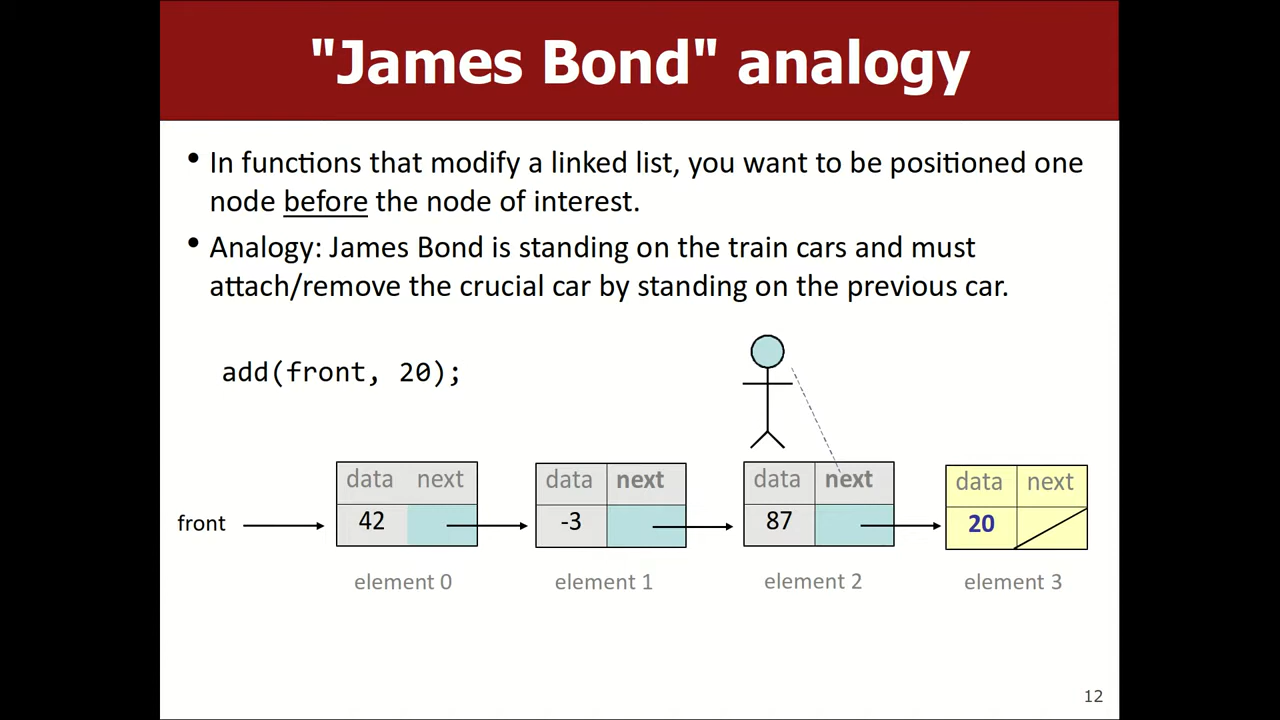 "James Bond" analogy
• In functions that modify a linked list, you want to be positioned one
node before the node of interest.
• Analogy: James Bond is standing on the train cars and must
attach/remove the crucial car by standing on the previous car.
add(front, 20);
data next data next data next data next
front 42 -3 87 20
element 0 element 1 element 2 element 3
12